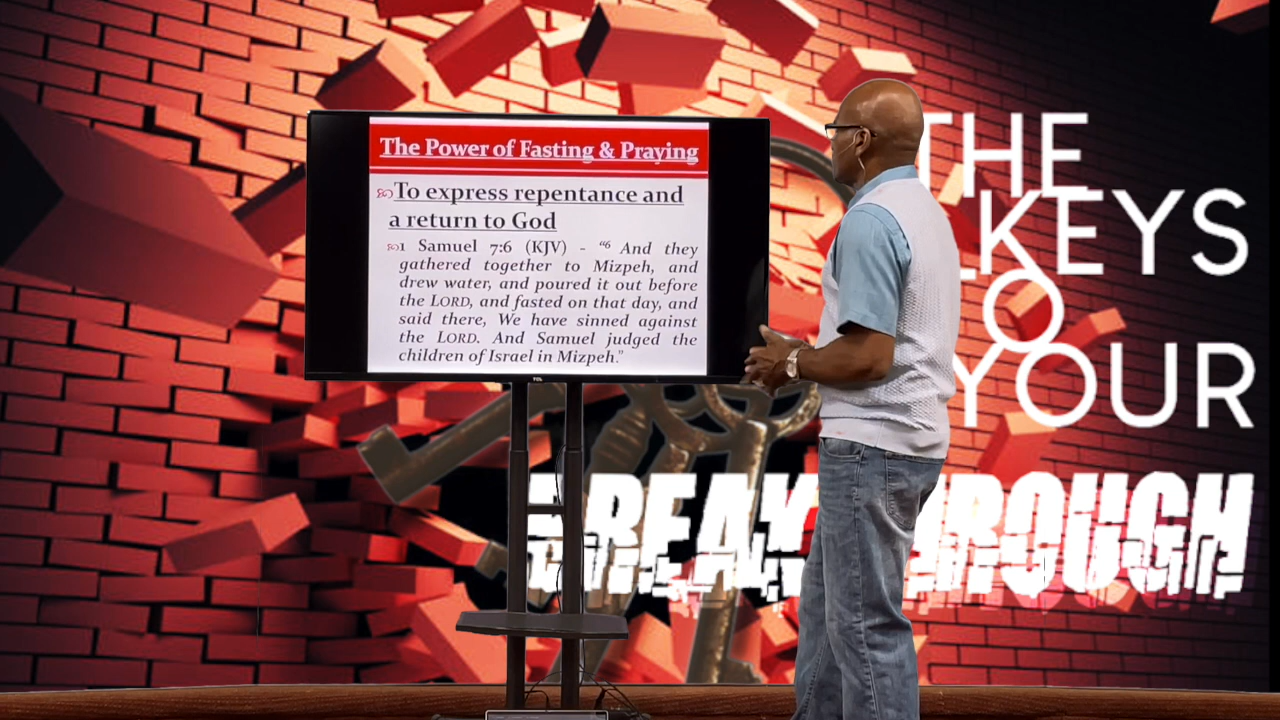 The Power of Fasting & Praying
To express repentance and
a return to God
1 Samuel 7:6 (KJV) - "6 And they
gathered together to Mizpeh, and
drew water, and poured it out before
the LORD, and fasted on that day, and
said there, We have sinned against
the LORD. And Samuel judged the
children of Israel in Mizpeh."
TCL
THE
KEYS
TO
YOUR
BREAKTHROUGH